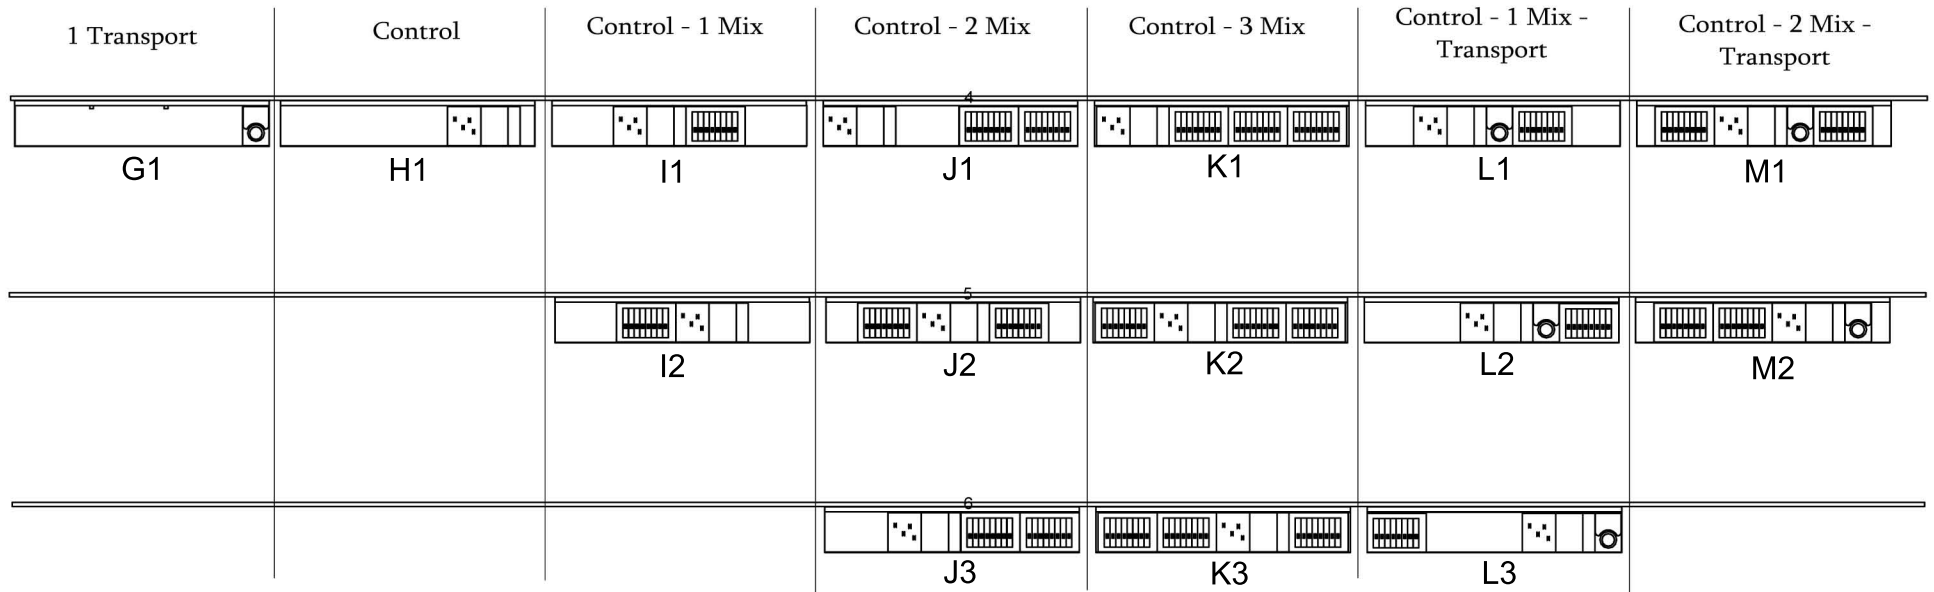 1 Transport
Control
Control - 1 Mix
Control - 2 Mix
Control - 3 Mix
Control - 1 Mix -
Transport
Control - 2 Mix -
Transport
4
G1
H1
I1
J1
K1
L1
M1
5
I2
J2
K2
L2
M2
6
J3
K3
L3